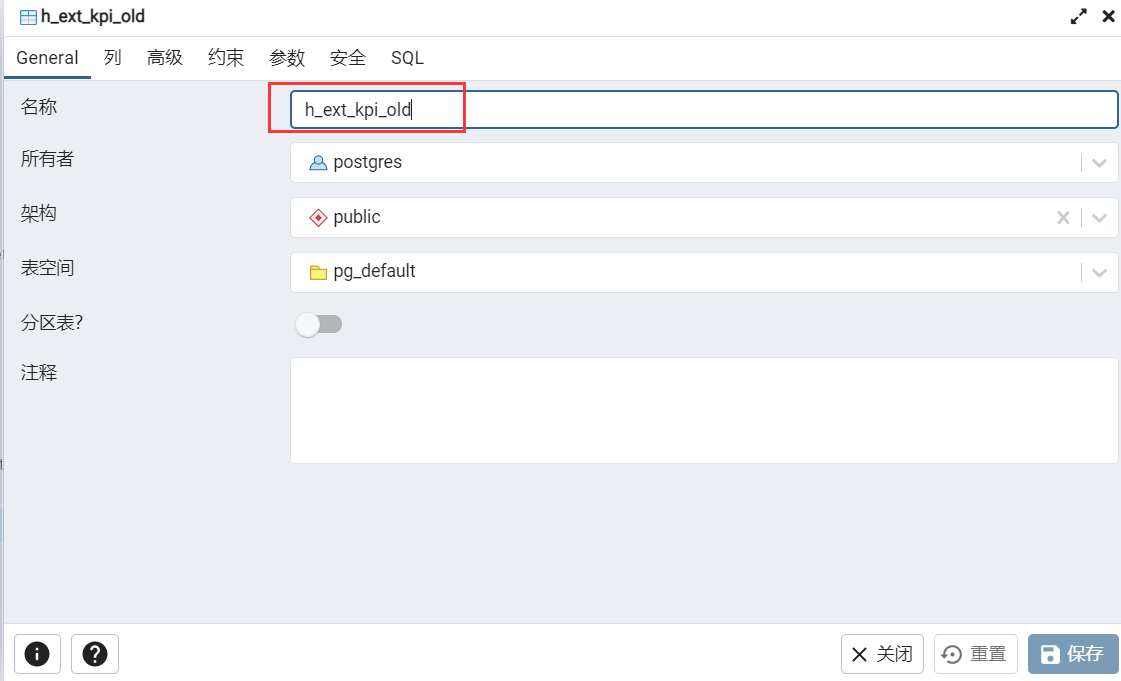 h_ext_kpi_old
General 列 高级 约束 参数 安全 SQL
名称 h_ext_kpi_old
所有者 postgres
架构 public
表空间 pg_default
分区表?
注释
关闭 重置 保存